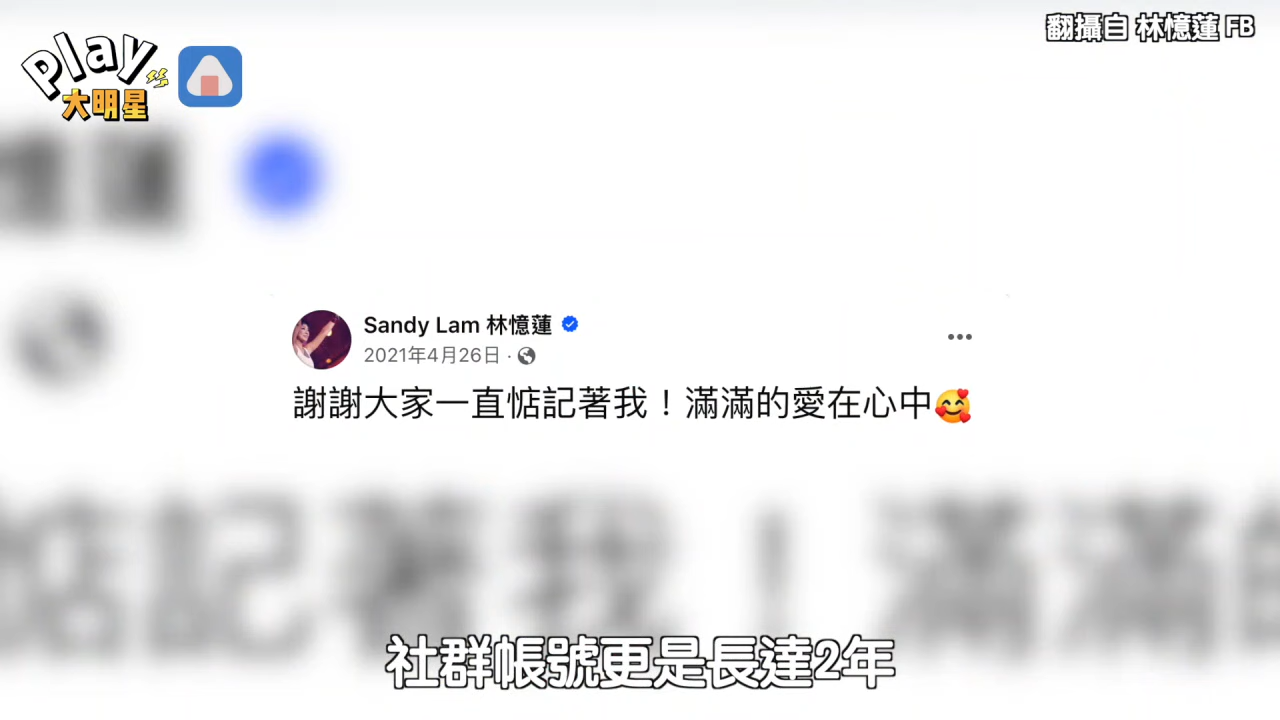 翻攝自 林憶蓮 FB
Play
大明星
Sandy Lam 林憶蓮
2021年4月26日 ·
謝謝大家一直惦記著我！滿滿的愛在心中🥰
社群帳號更是長達2年